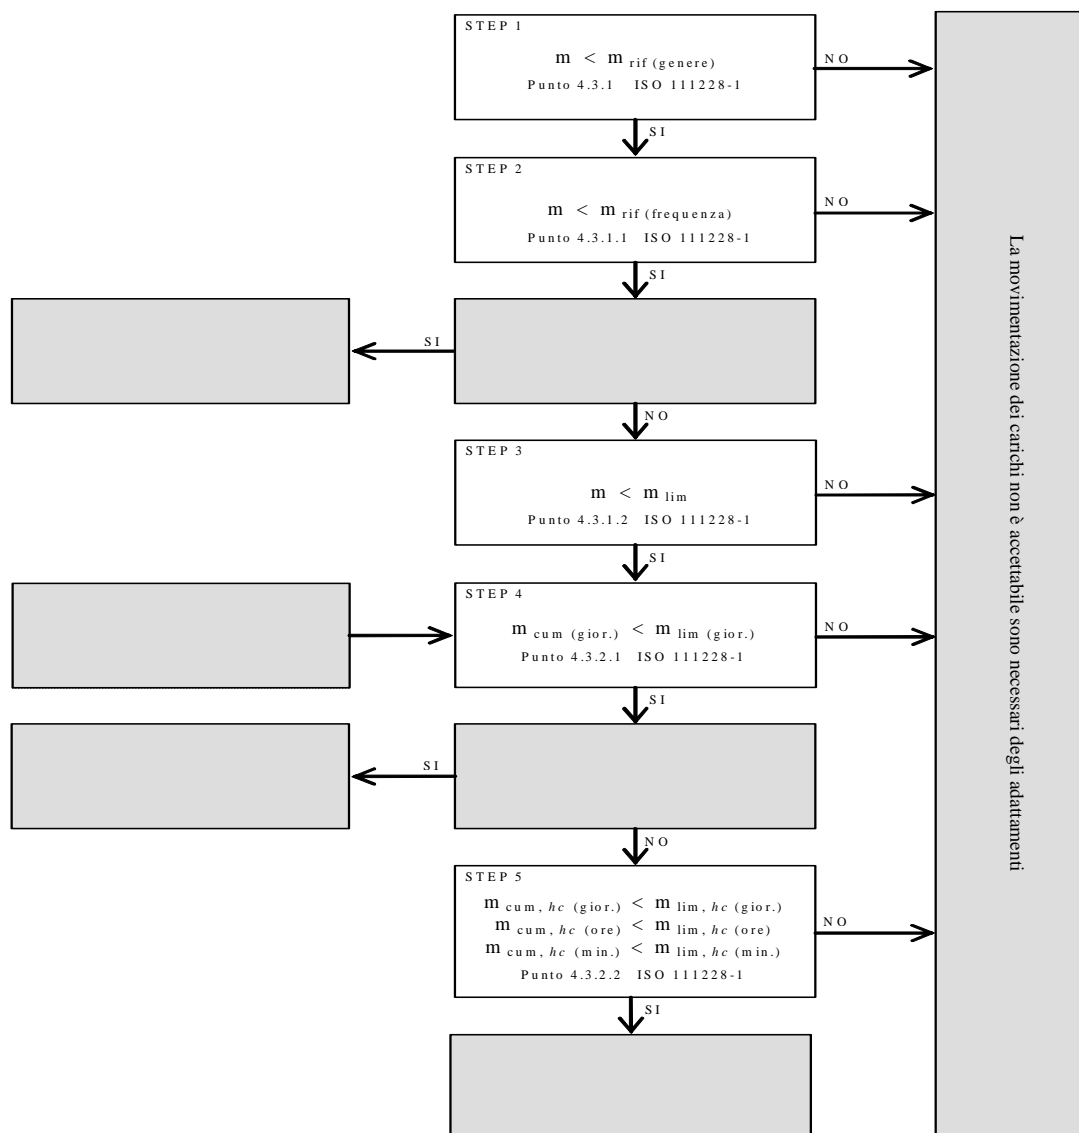 STEP 1
m < m rif (genere)
NO
Punto 4.3.1 ISO 111228-1
SI
STEP 2
m < m rif (frequenza)
NO
Punto 4.3.1.1 ISO 111228-1
SI
SI
NO
STEP 3
m < m lim
NO
Punto 4.3.1.2 ISO 111228-1
SI
STEP 4
m cum (gior.) < m lim (gior.)
NO
Punto 4.3.2.1 ISO 111228-1
SI
SI
NO
STEP 5
m cum, hc (gior.) < m lim, hc (gior.)
m cum, hc (ore) < m lim, hc (ore)
NO
m cum, hc (min.) < m lim, hc (min.)
Punto 4.3.2.2 ISO 111228-1
SI
La movimentazione dei carichi non è accettabile sono necessari degli adattamenti